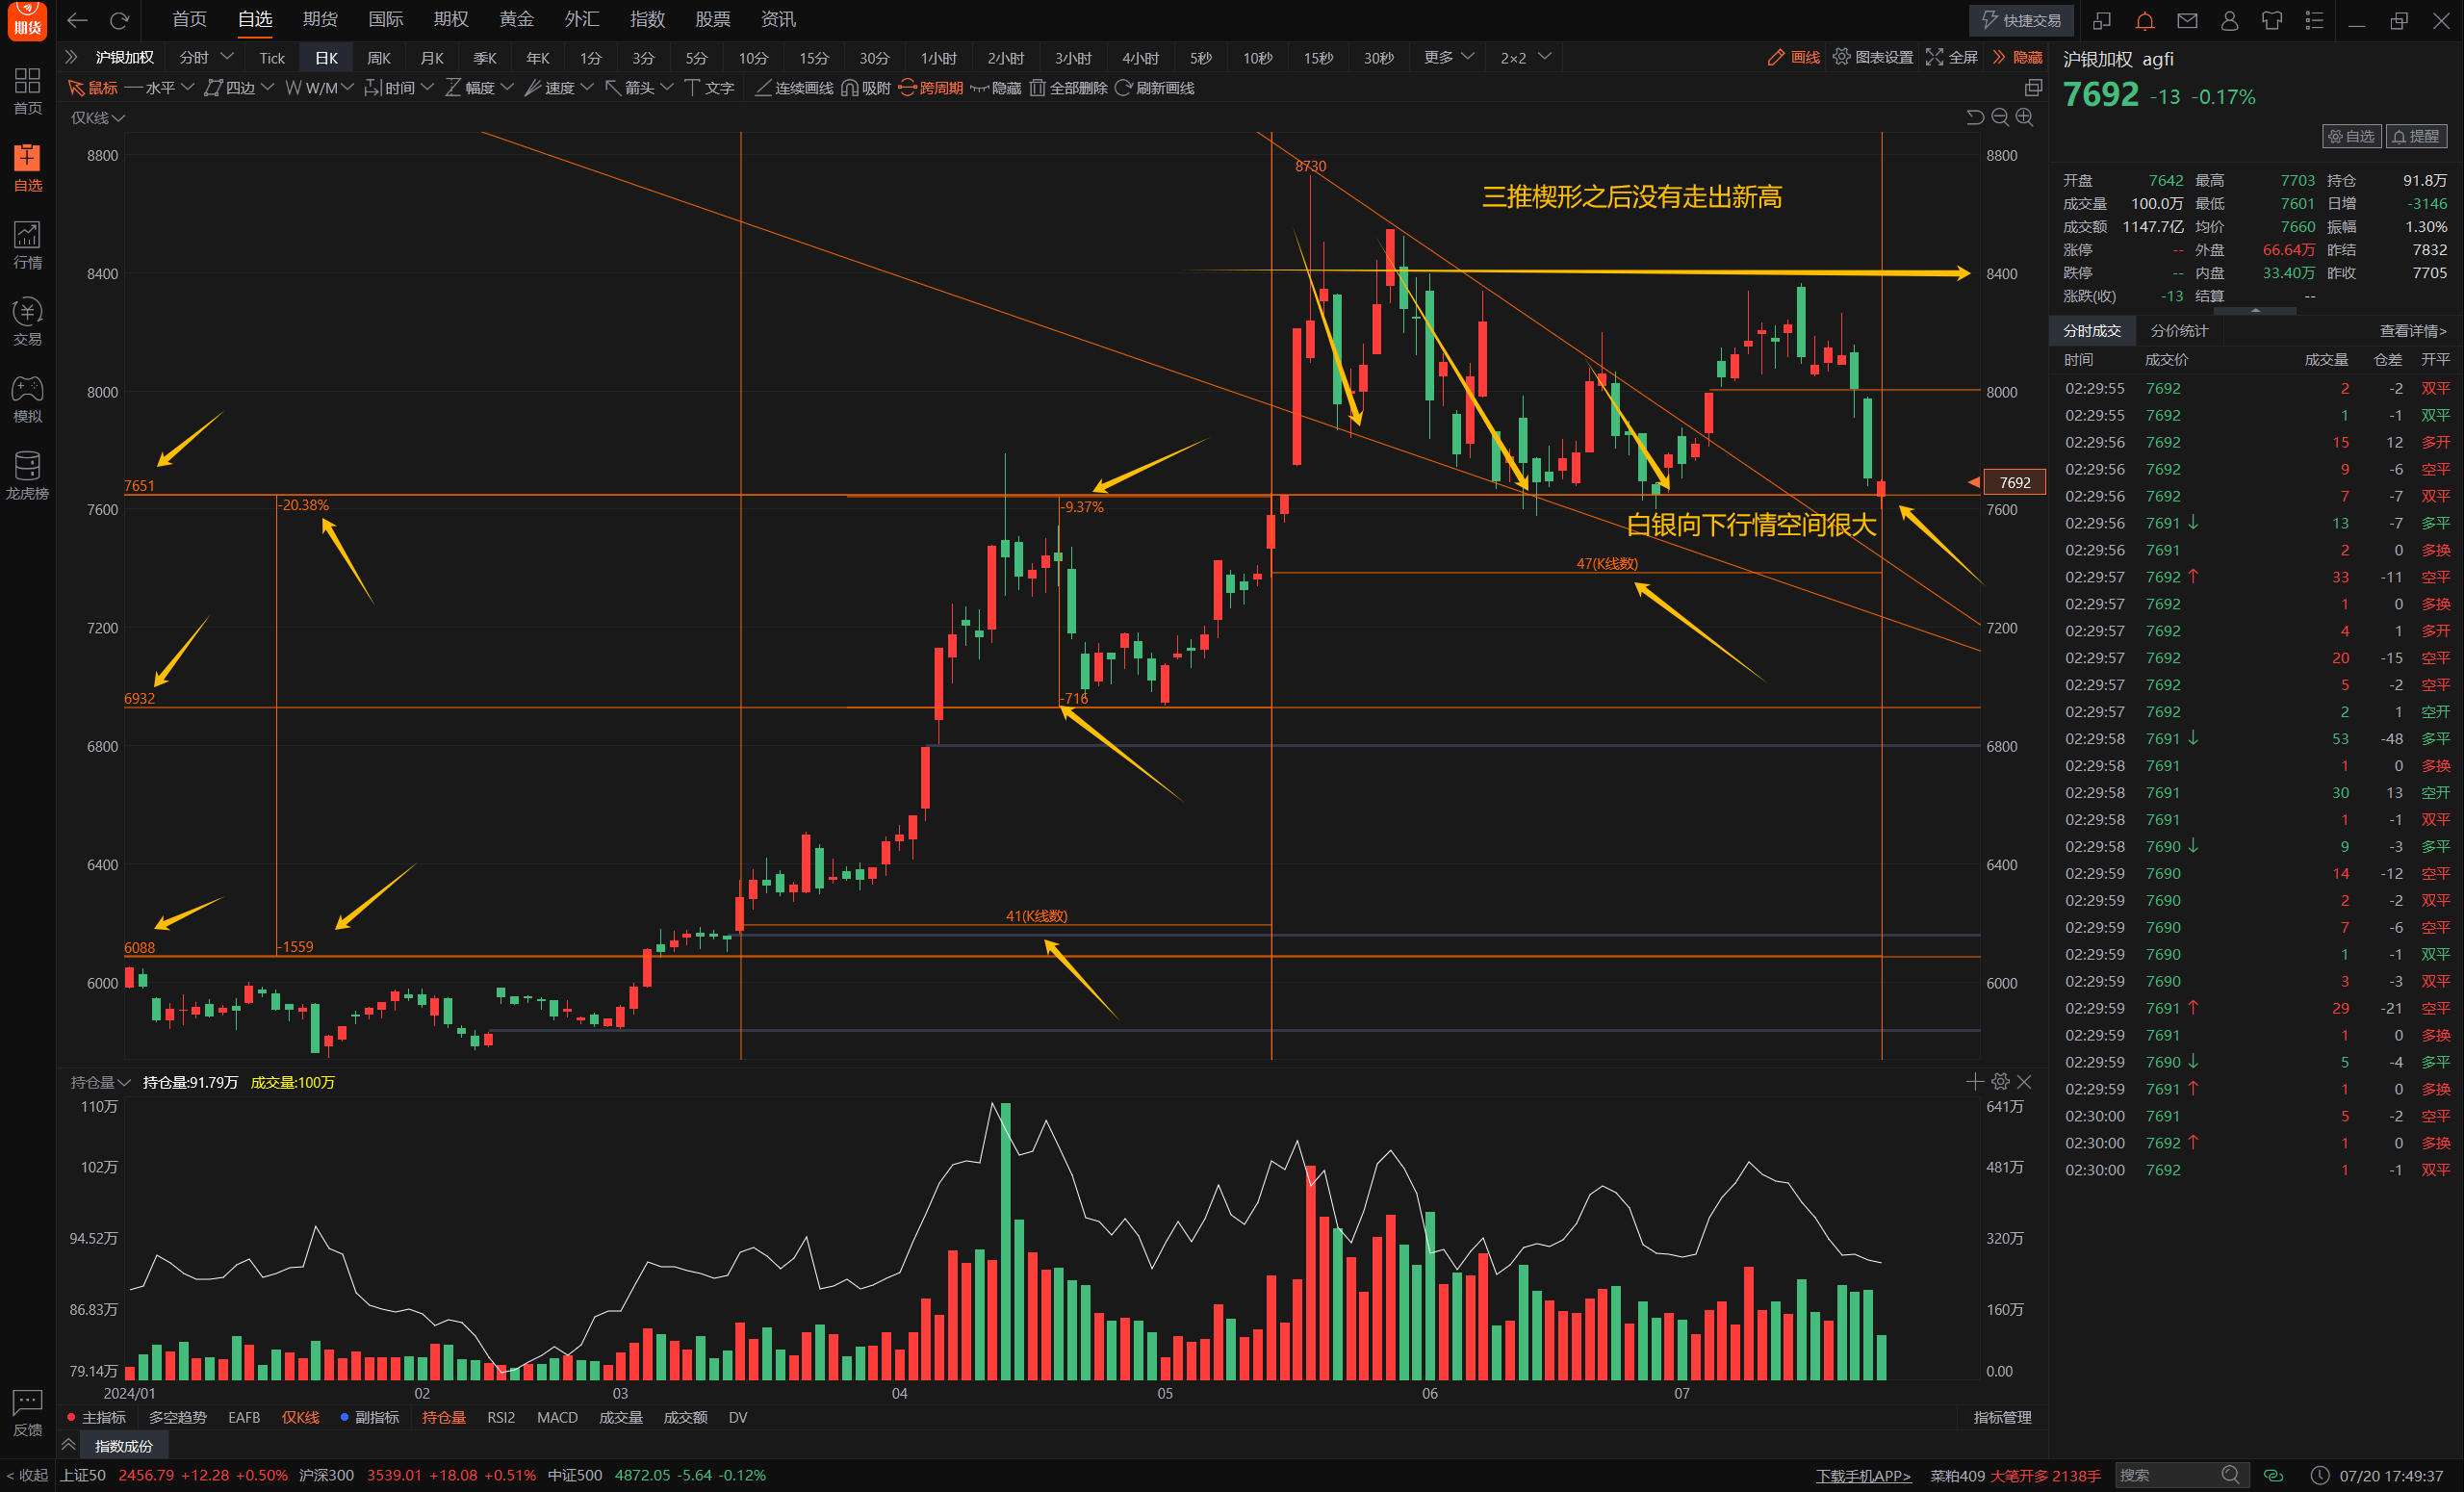 期货
首页 自选 期货 国际 期权 黄金 外汇 指数 股票 资讯
快捷交易
沪银加权 分时 Tick 日K 周K 月K 季K 年K 1分 3分 5分 10分 15分 30分 1小时 2小时 3小时 4小时 5秒 10秒 15秒 30秒 更多 2×2
画线 图表设置 全屏 隐藏
鼠标 水平 四边 W/M 时间 幅度 速度 箭头 文字 连续画线 吸附 跨周期 隐藏 全部删除 刷新画线
首页
自选
行情
交易
模拟
龙虎榜
反馈
< 收起
仅K线
8800
8400
8000
7600
7200
6800
6400
6000
8730
三推楔形之后没有走出新高
7651
-20.38%
-9.37%
白银向下行情空间很大
47(K线数)
6932
-716
41(K线数)
6088
-1559
8800
8400
8000
7692
7600
7200
6800
6400
6000
持仓量 持仓量:91.79万 成交量:100万
110万 641万
102万 481万
94.52万 320万
86.83万 160万
79.14万 0.00
2024/01 02 03 04 05 06 07
主指标 多空趋势 EAFB 仅K线 副指标 持仓量 RSI2 MACD 成交量 成交额 DV 指标管理
指数成份
沪银加权 agfi
7692 -13 -0.17%
自选 提醒
开盘 7642 最高 7703 持仓 91.8万
成交量 100.0万 最低 7601 日增 -3146
成交额 1147.7亿 均价 7660 振幅 1.30%
涨停 -- 外盘 66.64万 昨结 7832
跌停 -- 内盘 33.40万 昨收 7705
涨跌(收) -13 结算 --
分时成交 分价统计 查看详情>
时间 成交价 成交量 仓差 开平
02:29:55 7692 2 -2 双平
02:29:55 7692 1 -1 双平
02:29:56 7692 15 12 多开
02:29:56 7692 9 -6 空平
02:29:56 7692 7 -7 双平
02:29:56 7691↓ 13 -7 多平
02:29:56 7691 2 0 多换
02:29:57 7692↑ 33 -11 空平
02:29:57 7692 1 0 多换
02:29:57 7692 4 1 多开
02:29:57 7692 20 -15 空平
02:29:57 7692 5 -2 空平
02:29:57 7692 2 1 空开
02:29:58 7691↓ 53 -48 多平
02:29:58 7691 1 0 多换
02:29:58 7691 30 13 空开
02:29:58 7691 1 -1 双平
02:29:58 7690↓ 9 -3 多平
02:29:59 7690 14 -12 空平
02:29:59 7690 2 -2 双平
02:29:59 7690 7 -6 空平
02:29:59 7690 1 -1 双平
02:29:59 7690 3 -3 双平
02:29:59 7691↑ 29 -21 空平
02:29:59 7691 1 0 多换
02:29:59 7690↓ 5 -4 多平
02:29:59 7691↑ 1 0 多换
02:30:00 7691 5 -2 空平
02:30:00 7692↑ 1 0 多换
02:30:00 7692 1 -1 双平
上证50 2456.79 +12.28 +0.50% 沪深300 3539.01 +18.08 +0.51% 中证500 4872.05 -5.64 -0.12%
下载手机APP> 菜粕409 大笔开多 2138手 搜索 07/20 17:49:37